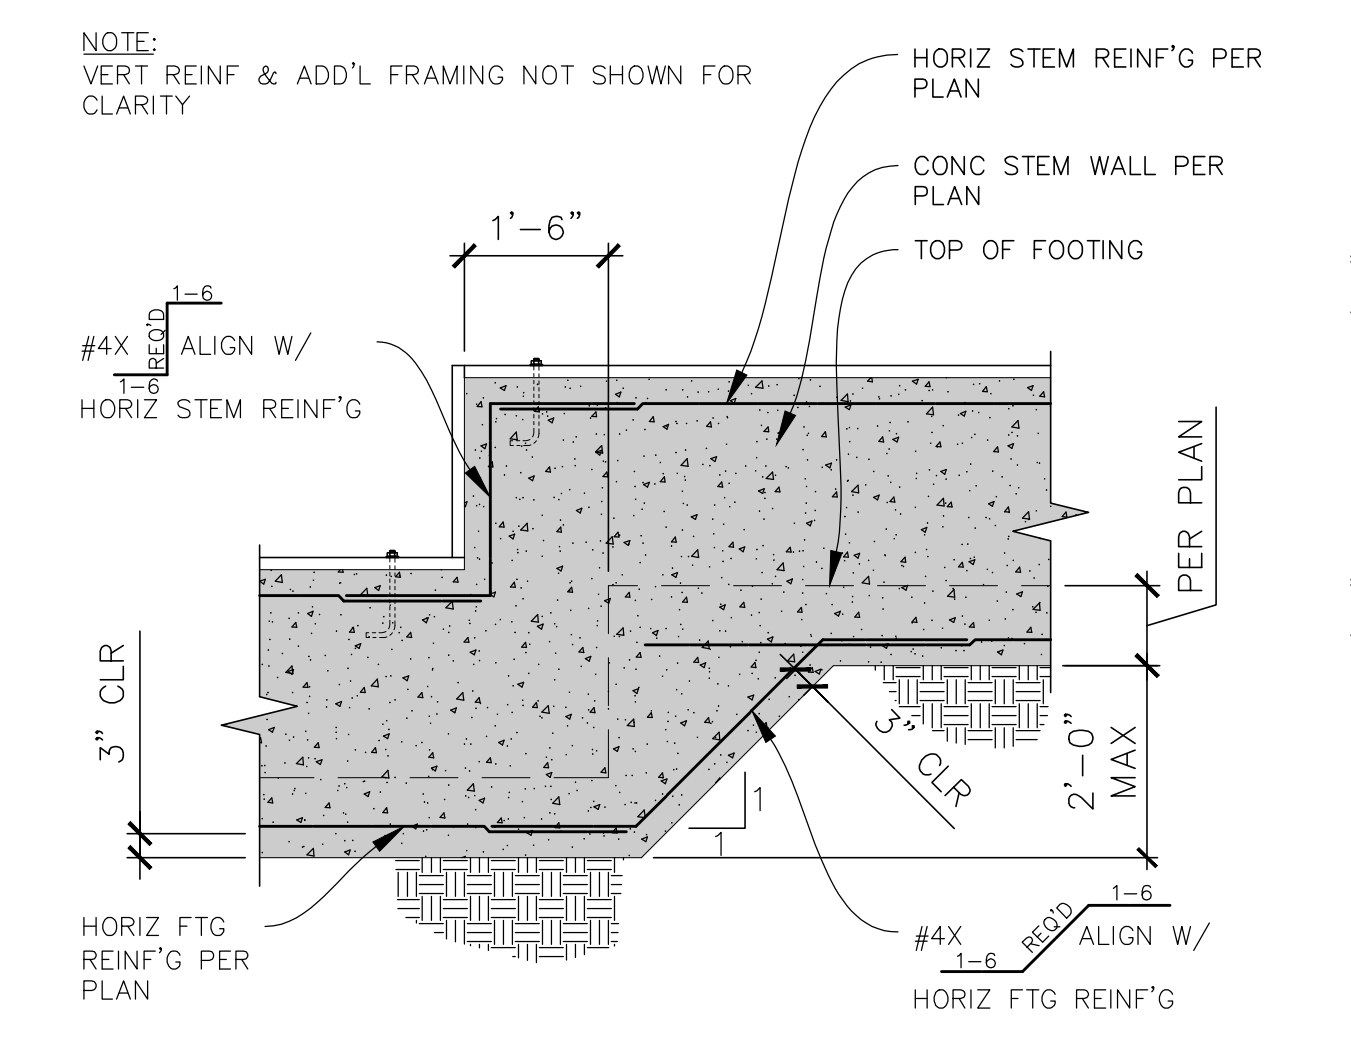 NOTE:
VERT REINF & ADD'L FRAMING NOT SHOWN FOR
CLARITY
HORIZ STEM REINF'G PER
PLAN
CONC STEM WALL PER
PLAN
TOP OF FOOTING
1'-6"
1-6
REQ'D
#4X ALIGN W/
1-6
HORIZ STEM REINF'G
PER PLAN
3" CLR
3" CLR
2'-0"
MAX
1
1
HORIZ FTG
REINF'G PER
PLAN
1-6
REQ'D
#4X ALIGN W/
1-6
HORIZ FTG REINF'G